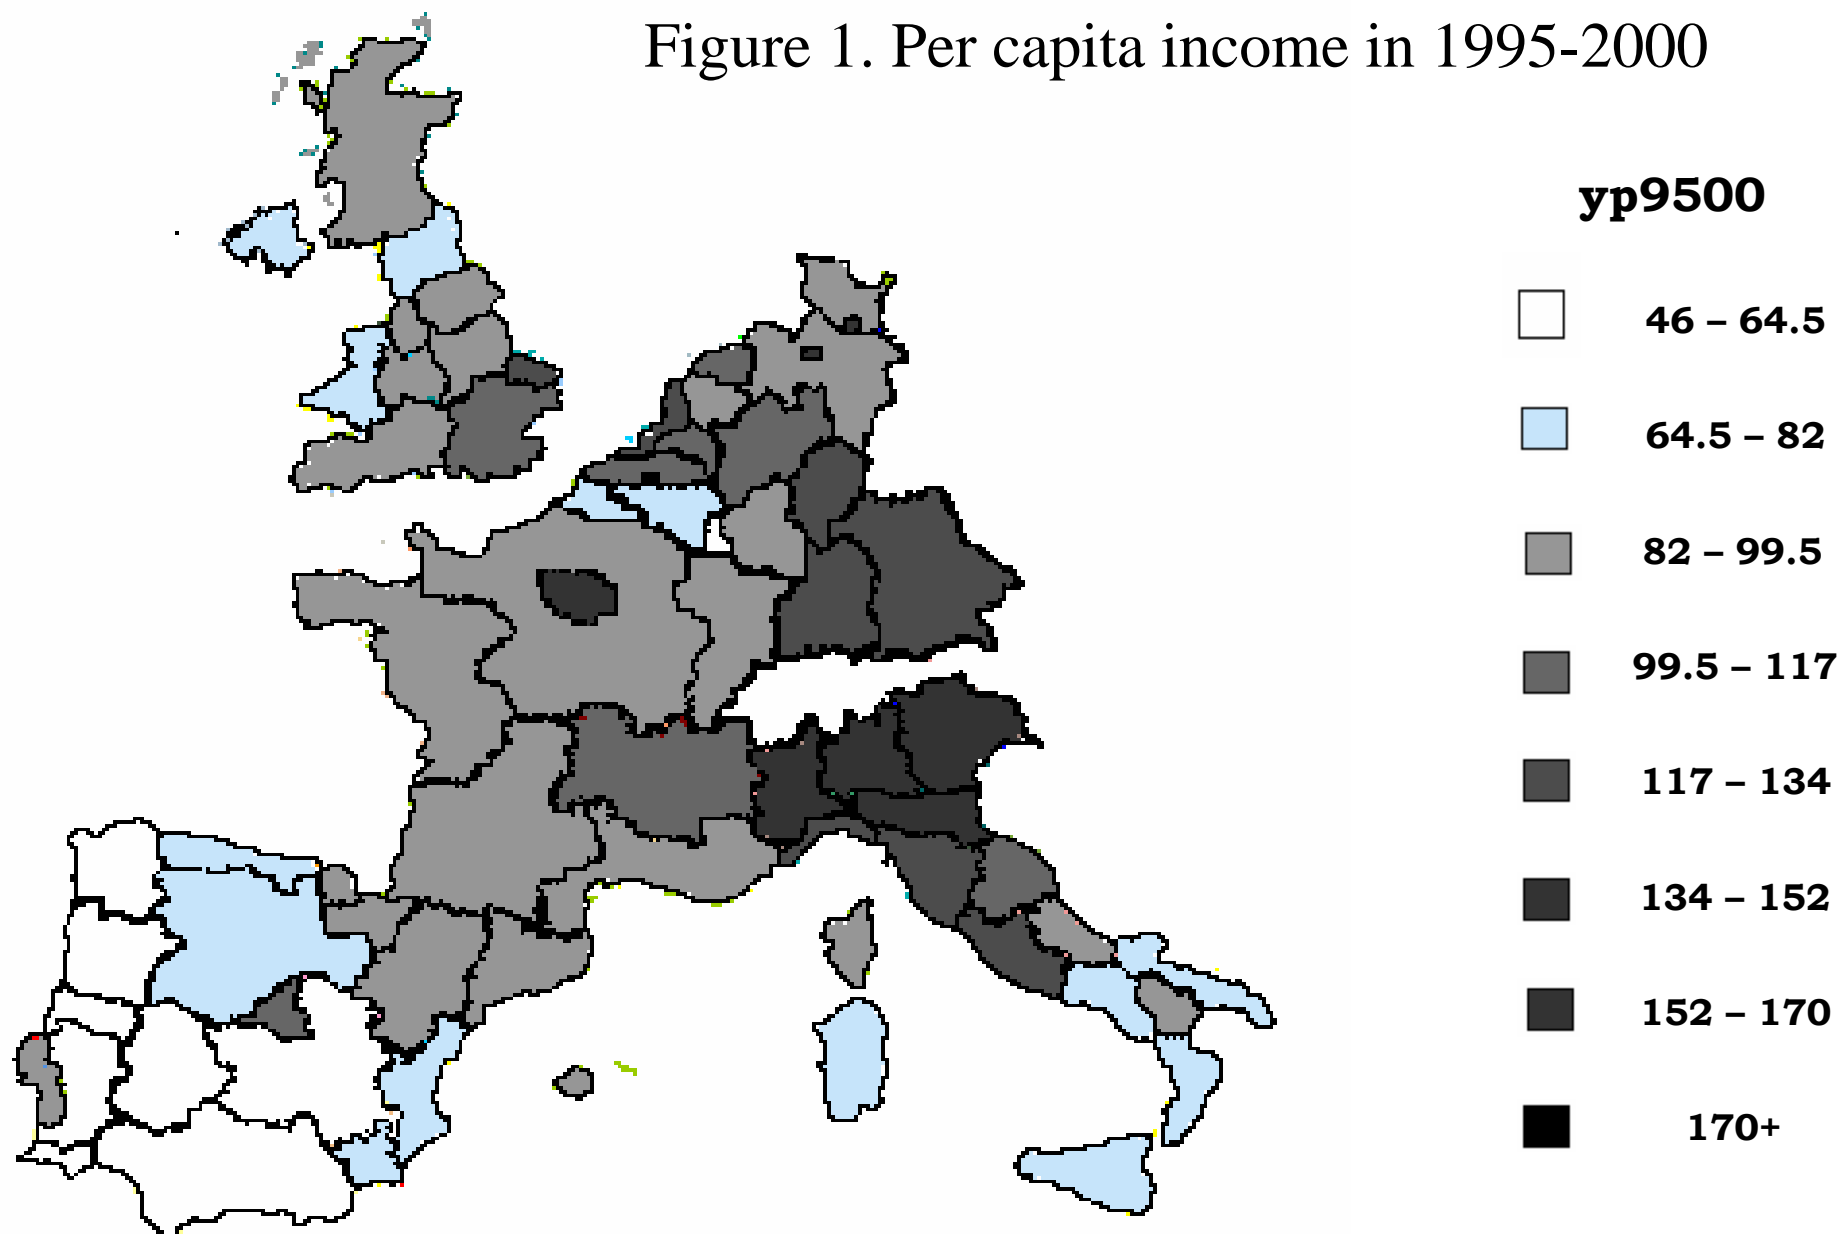 Figure 1. Per capita income in 1995-2000
yp9500
46 – 64.5
64.5 – 82
82 – 99.5
99.5 – 117
117 – 134
134 – 152
152 – 170
170+